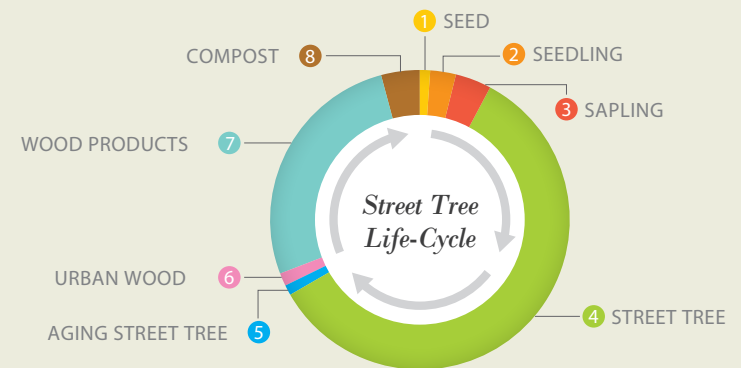 1 SEED
2 SEEDLING
3 SAPLING
4 STREET TREE
5 AGING STREET TREE
6 URBAN WOOD
7 WOOD PRODUCTS
8 COMPOST
Street Tree
Life-Cycle